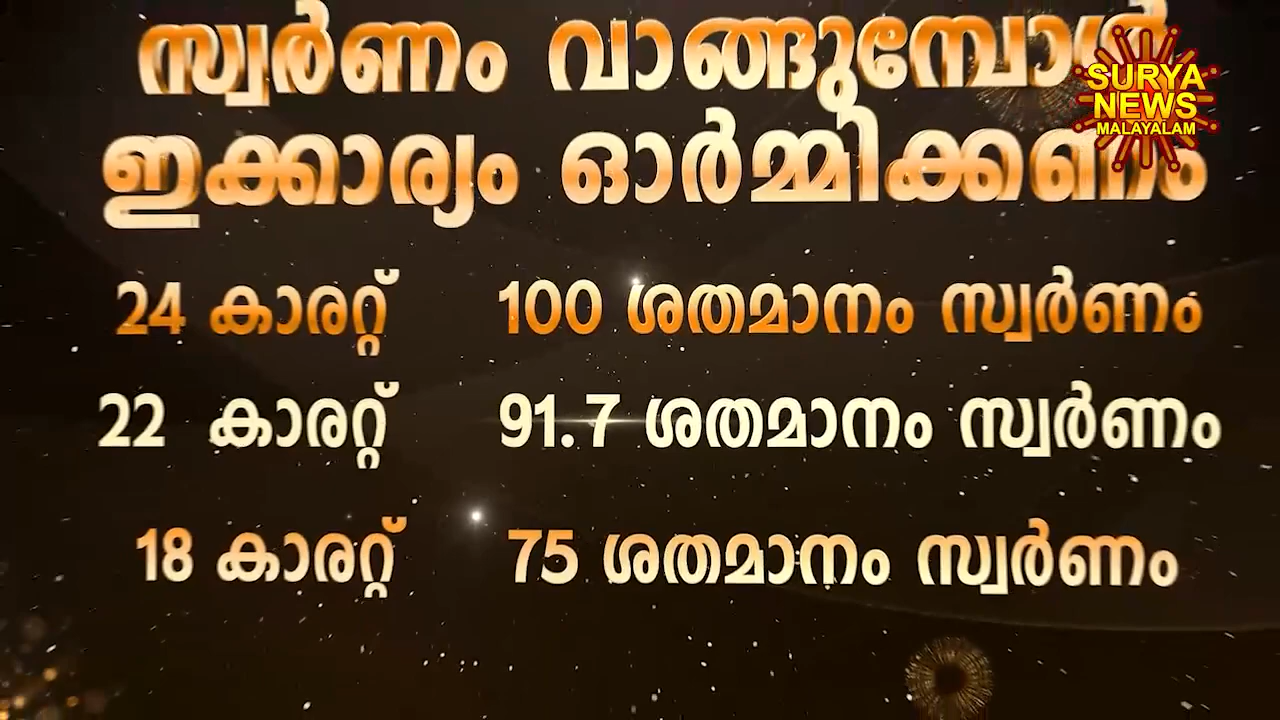 സ്വർണം വാങ്ങുമ്പോൾ
SURYA
NEWS
MALAYALAM
ഇക്കാര്യം ഓർമ്മിക്കണം
24 കാരറ്റ് 100 ശതമാനം സ്വർണം
22 കാരറ്റ് 91.7 ശതമാനം സ്വർണം
18 കാരറ്റ് 75 ശതമാനം സ്വർണം